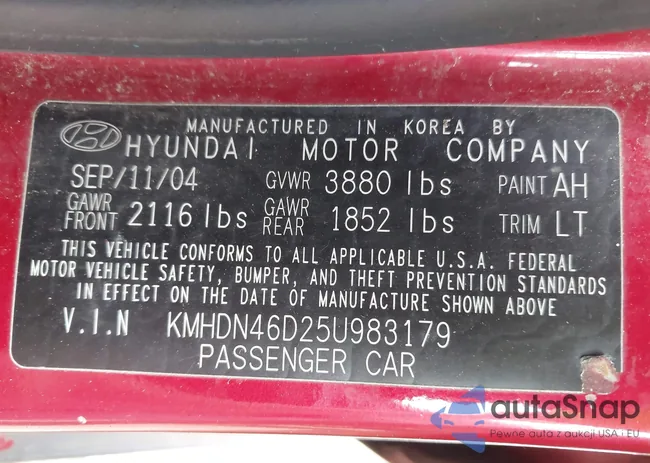 MANUFACTURED IN KOREA BY
HYUNDAI MOTOR COMPANY
SEP/11/04 GVWR 3880 lbs PAINT AH
GAWR FRONT 2116 lbs GAWR REAR 1852 lbs TRIM LT
THIS VEHICLE CONFORMS TO ALL APPLICABLE U.S.A. FEDERAL
MOTOR VEHICLE SAFETY, BUMPER, AND THEFT PREVENTION STANDARDS
IN EFFECT ON THE DATE OF MANUFACTURE SHOWN ABOVE
V.I.N KMHDN46D25U983179
PASSENGER CAR
autaSnap
Pewne auta z aukcji USA i EU